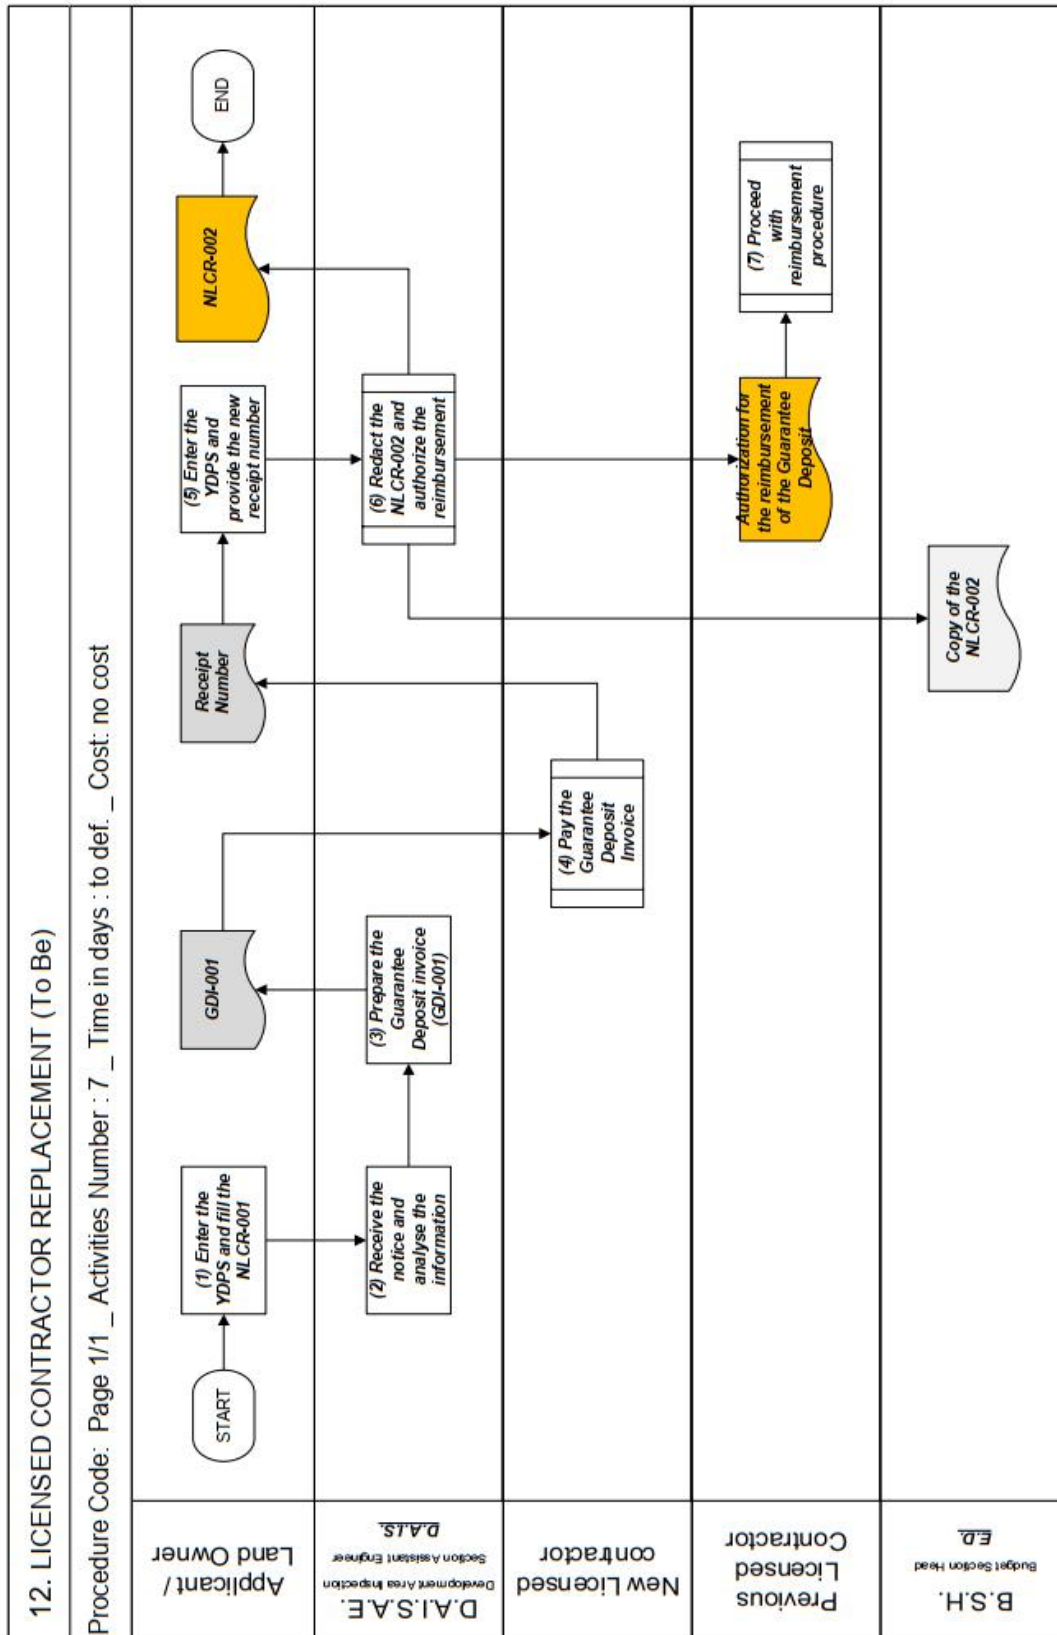 12. LICENSED CONTRACTOR REPLACEMENT (To Be)
Procedure Code: Page 1/1 _ Activities Number : 7 _ Time in days : to def. _ Cost: no cost
Applicant /
Land Owner
START
(1) Enter the
YDPS and fill the
NLCR-001
GDI-001
Receipt
Number
(5) Enter the
YDPS and
provide the new
receipt number
NLCR-002
END
D.A.I.S.A.E.
Development Area Inspection
Section Assistant Engineer
D.A.I.S.
(2) Receive the
notice and
analyse the
information
(3) Prepare the
Guarantee
Deposit invoice
(GDI-001)
(6) Redact the
NLCR-002 and
authorize the
reimbursement
New Licensed
contractor
(4) Pay the
Guarantee
Deposit
Invoice
Previous
Licensed
Contractor
Authorization for
the reimbursement
of the Guarantee
Deposit
(7) Proceed
with
reimbursement
procedure
B.S.H.
Budget Section Head
E.D.
Copy of the
NLCR-002